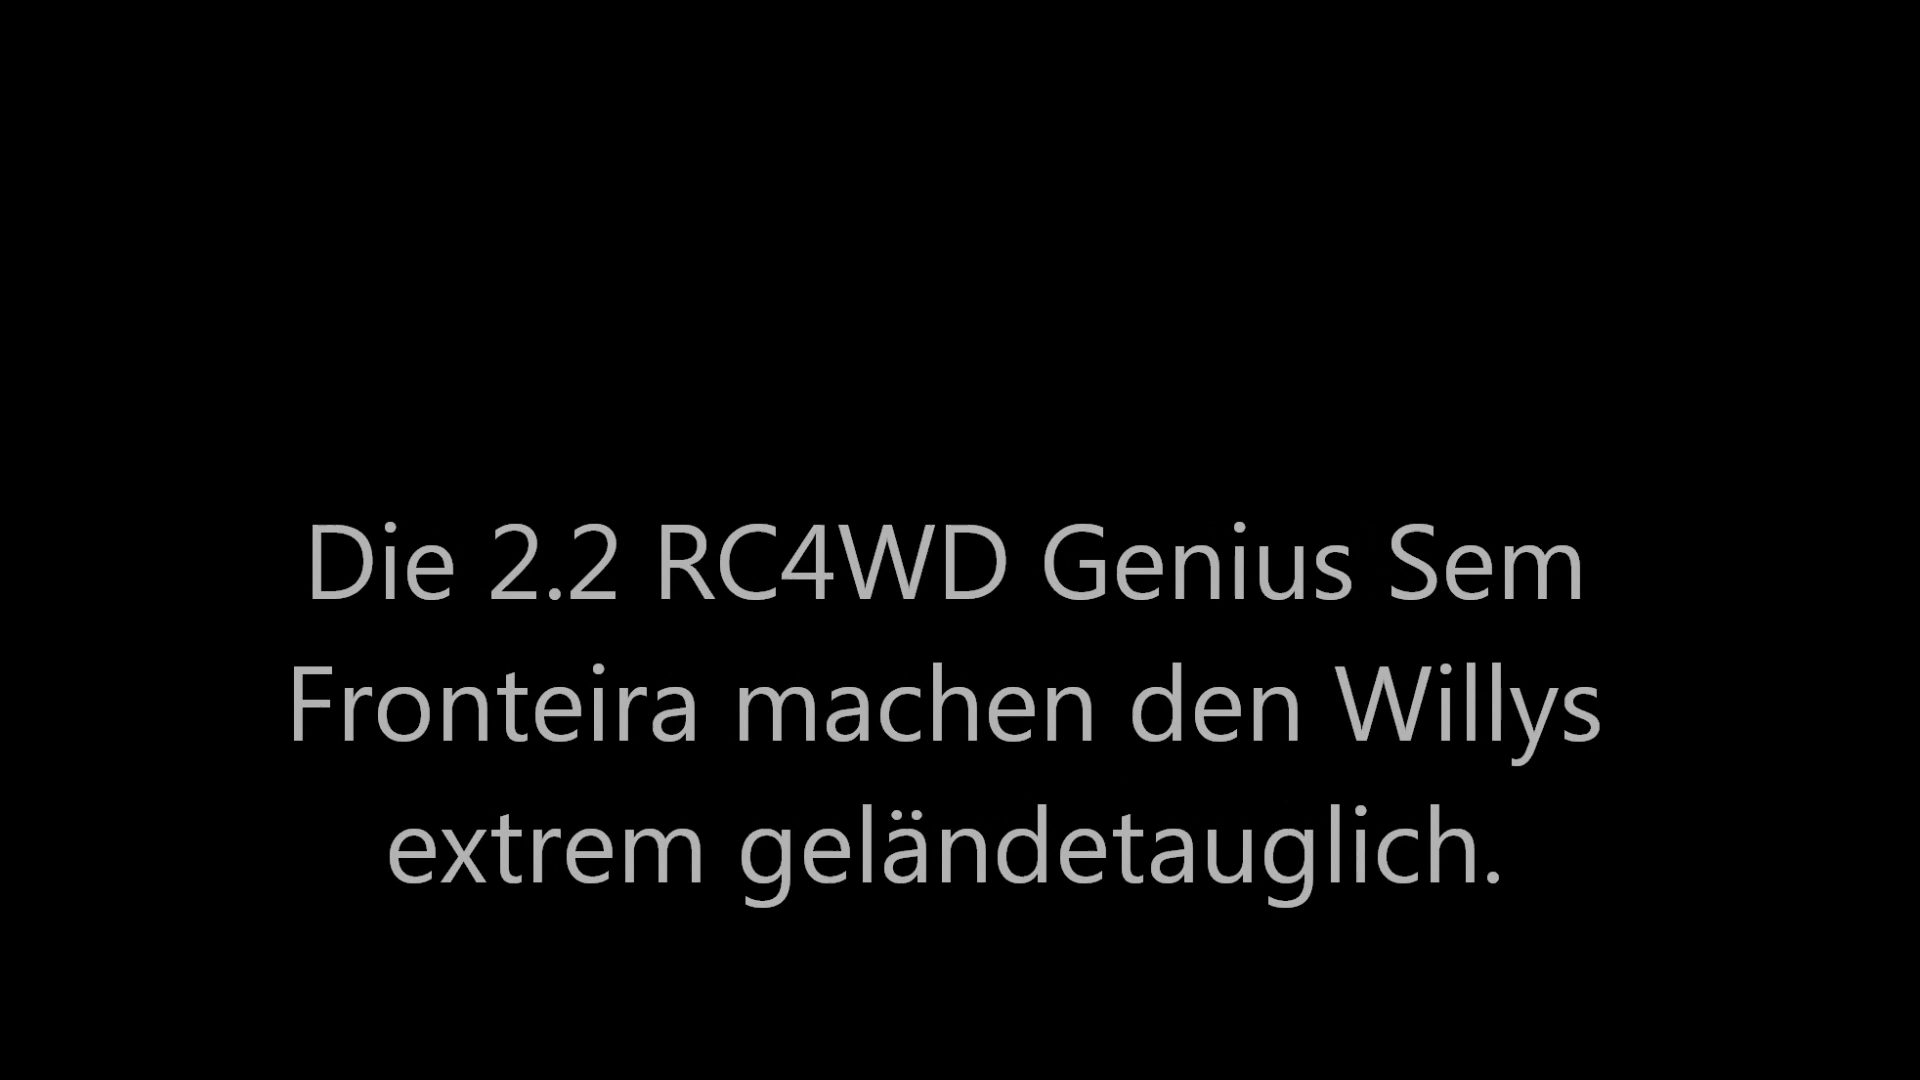 Die 2.2 RC4WD Genius Sem
Fronteira machen den Willys
extrem geländetauglich.